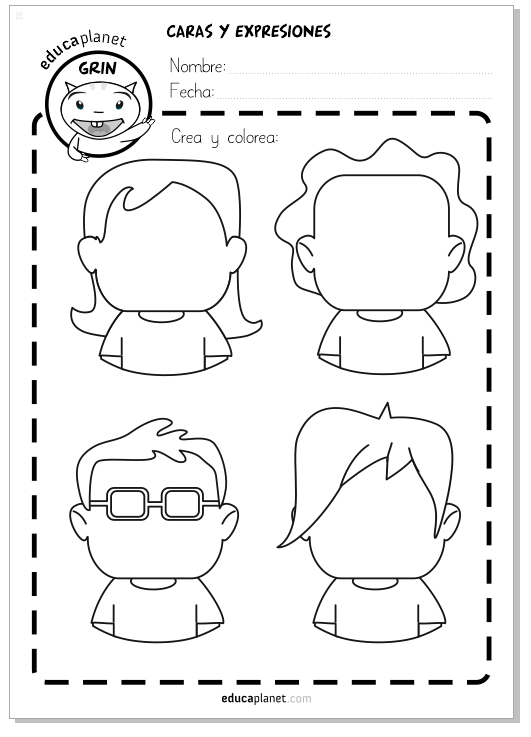 CARAS Y EXPRESIONES
educaplanet
GRIN
Nombre:
Fecha:
Crea y colorea:
educaplanet.com